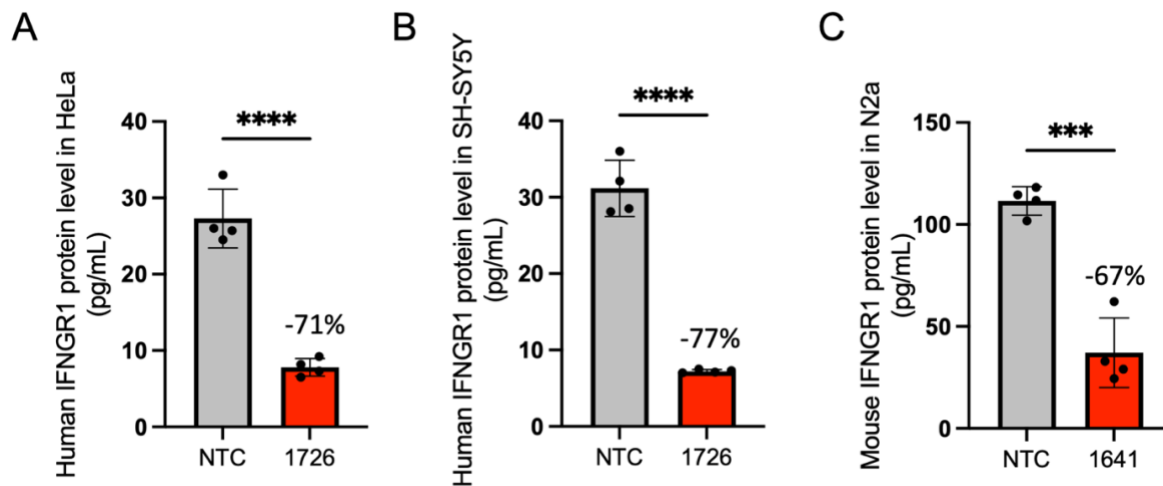 A
Human IFNGR1 protein level in HeLa
(pg/mL)
40
30
20
10
0
****
-71%
NTC
1726
B
Human IFNGR1 protein level in SH-SY5Y
(pg/mL)
40
30
20
10
0
****
-77%
NTC
1726
C
Mouse IFNGR1 protein level in N2a
(pg/mL)
150
100
50
0
***
-67%
NTC
1641